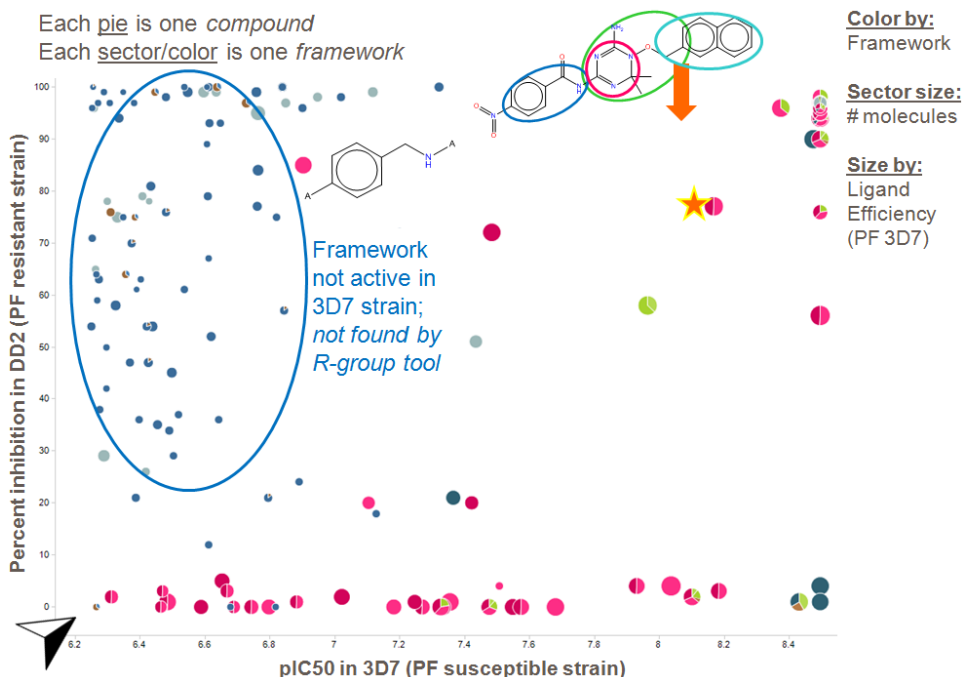 Each pie is one compound
Each sector/color is one framework
Color by:
Framework
Sector size:
# molecules
Size by:
Ligand
Efficiency
(PF 3D7)
NH₂
N
N
N
O
O
N
H
N⁺
O
O⁻
A
N
H
A
Framework
not active in
3D7 strain;
not found by
R-group tool
Percent inhibition in DD2 (PF resistant strain)
100
90
80
70
60
50
40
30
20
10
0
6.2
6.4
6.6
6.8
7
7.2
7.4
7.6
7.8
8
8.2
8.4
pIC50 in 3D7 (PF susceptible strain)